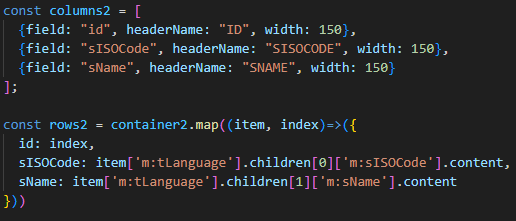 const columns2 = [
  {field: "id", headerName: "ID", width: 150},
  {field: "sISOCode", headerName: "SISOCODE", width: 150},
  {field: "sName", headerName: "SNAME", width: 150}
];
const rows2 = container2.map((item, index)=>({
  id: index,
  sISOCode: item['m:tLanguage'].children[0]['m:sISOCode'].content,
  sName: item['m:tLanguage'].children[1]['m:sName'].content
}))